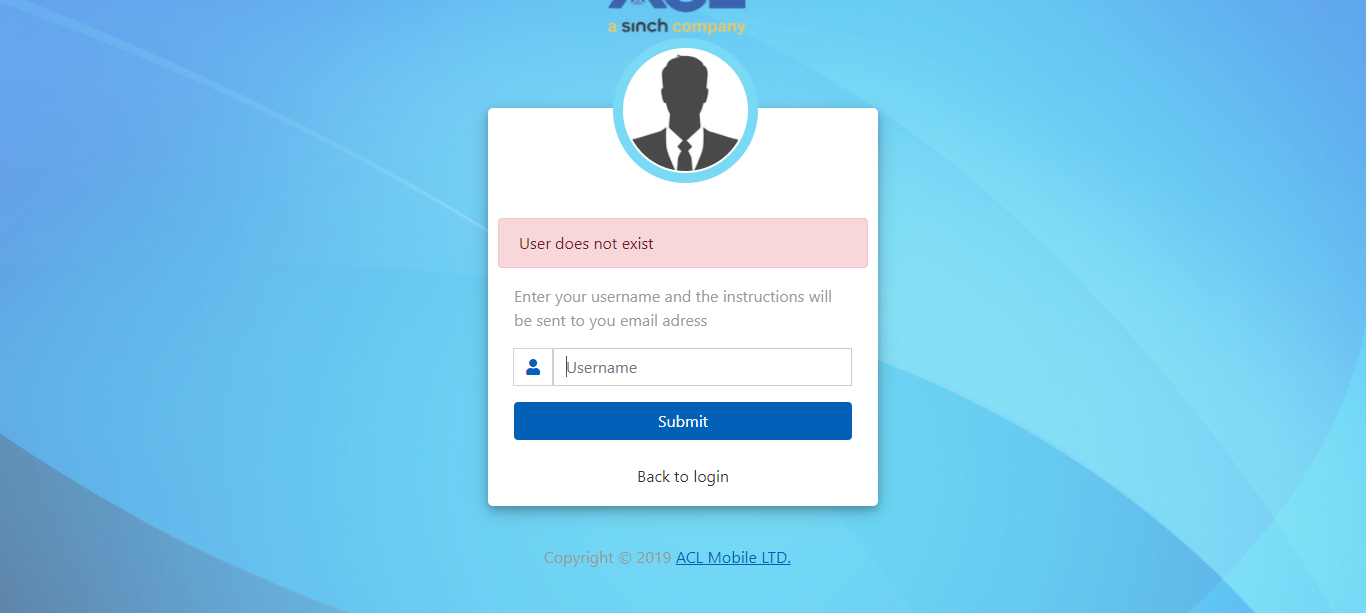 ACL
a sinch company
User does not exist
Enter your username and the instructions will
be sent to you email adress
Username
Submit
Back to login
Copyright © 2019 ACL Mobile LTD.